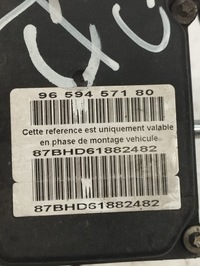 96 594 571 80
Cette reference est uniquement valable
en phase de montage vehicule
87BHD61882482
87BHD61882482